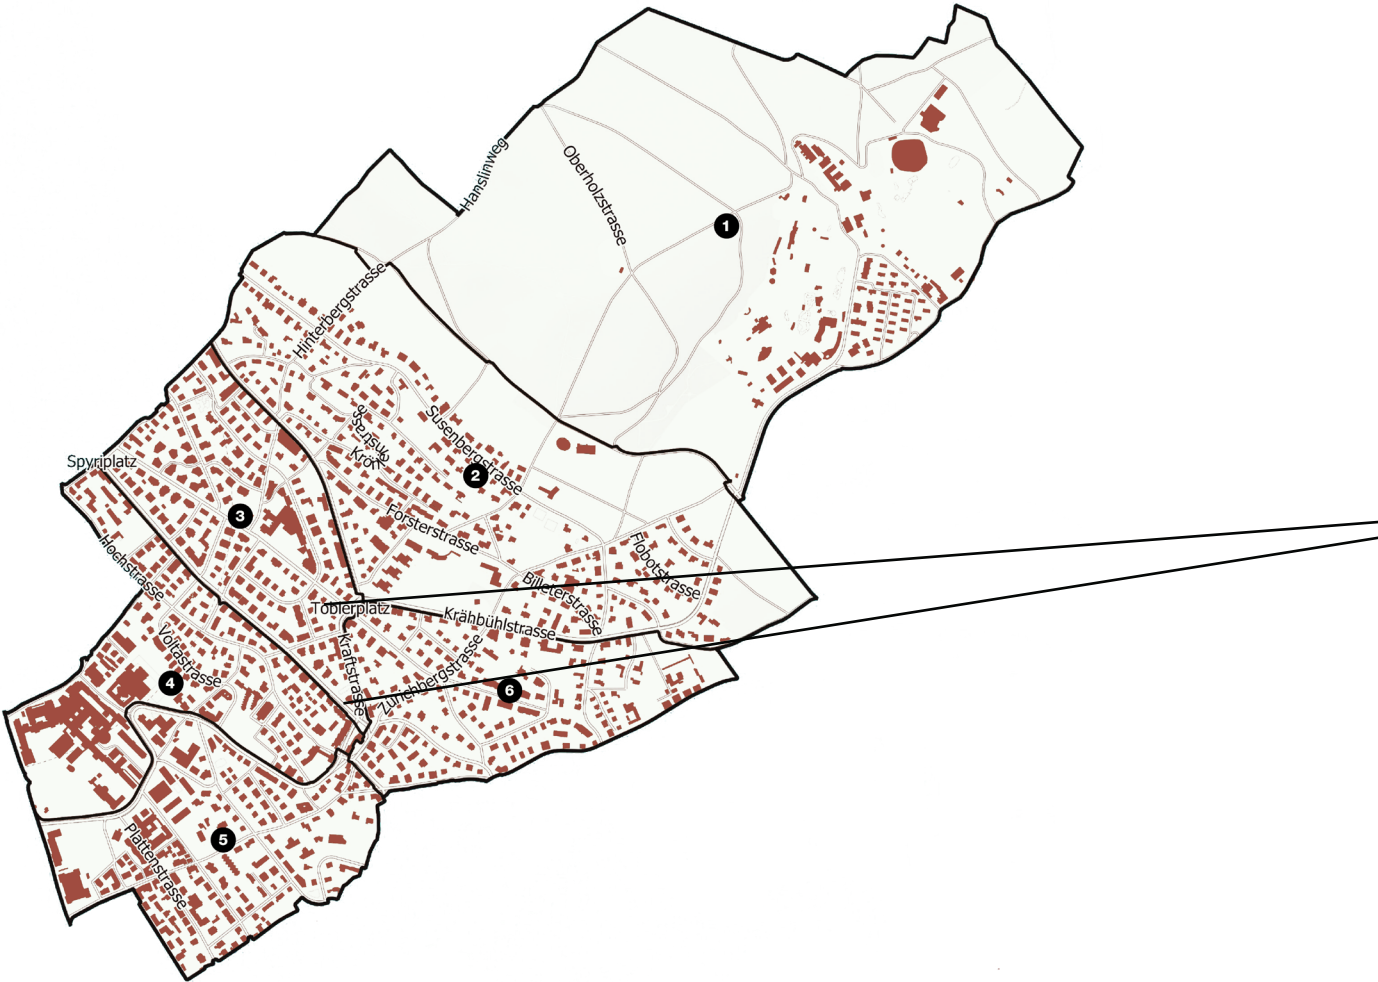 Hanslinweg
Oberholzstrasse
1
Hinterbergstrasse
Susenbergstrasse
Krönleinstrasse
2
Spyriplatz
3
Forsterstrasse
Hochstrasse
Flobotstrasse
Billeterstrasse
Toblerplatz
Krähbühlstrasse
Voltastrasse
Kraftstrasse
Zürichbergstrasse
4
6
5
Plattenstrasse